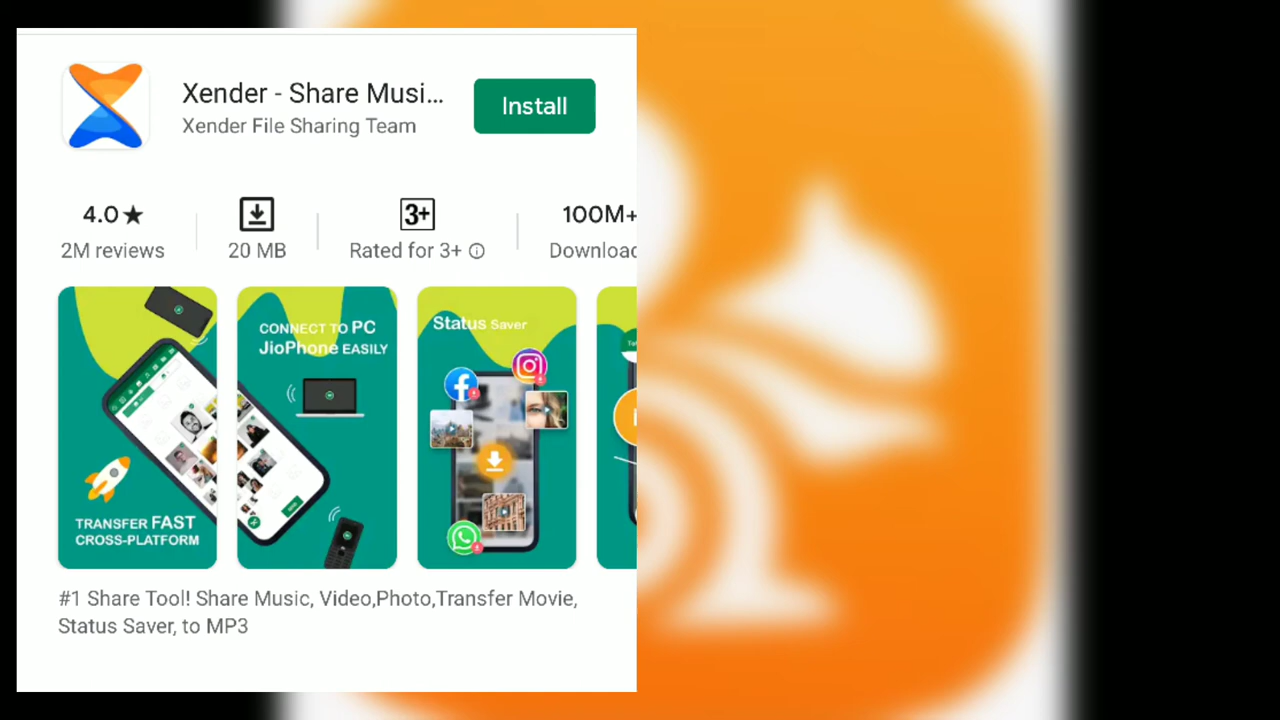 Xender - Share Musi...
Xender File Sharing Team
Install
4.0★
2M reviews
20 MB
3+
Rated for 3+
100M+
Downloa
TRANSFER FAST
CROSS-PLATFORM
CONNECT TO PC
JioPhone EASILY
Status Saver
#1 Share Tool! Share Music, Video,Photo,Transfer Movie,
Status Saver, to MP3